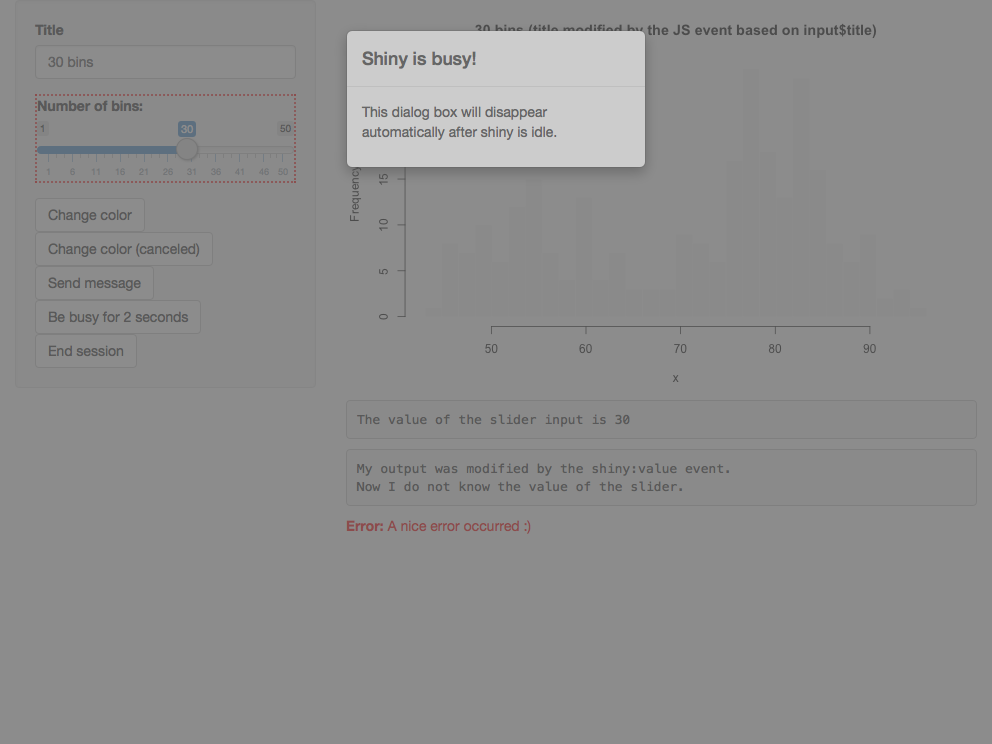 Title
30 bins
Number of bins:
1 30 50
1 6 11 16 21 26 31 36 41 46 50
Change color
Change color (canceled)
Send message
Be busy for 2 seconds
End session
30 bins (title modified by the JS event based on input$title)
Shiny is busy!
This dialog box will disappear
automatically after shiny is idle.
Frequency
15
10
5
0
50 60 70 80 90
x
The value of the slider input is 30
My output was modified by the shiny:value event.
Now I do not know the value of the slider.
Error: A nice error occurred :)